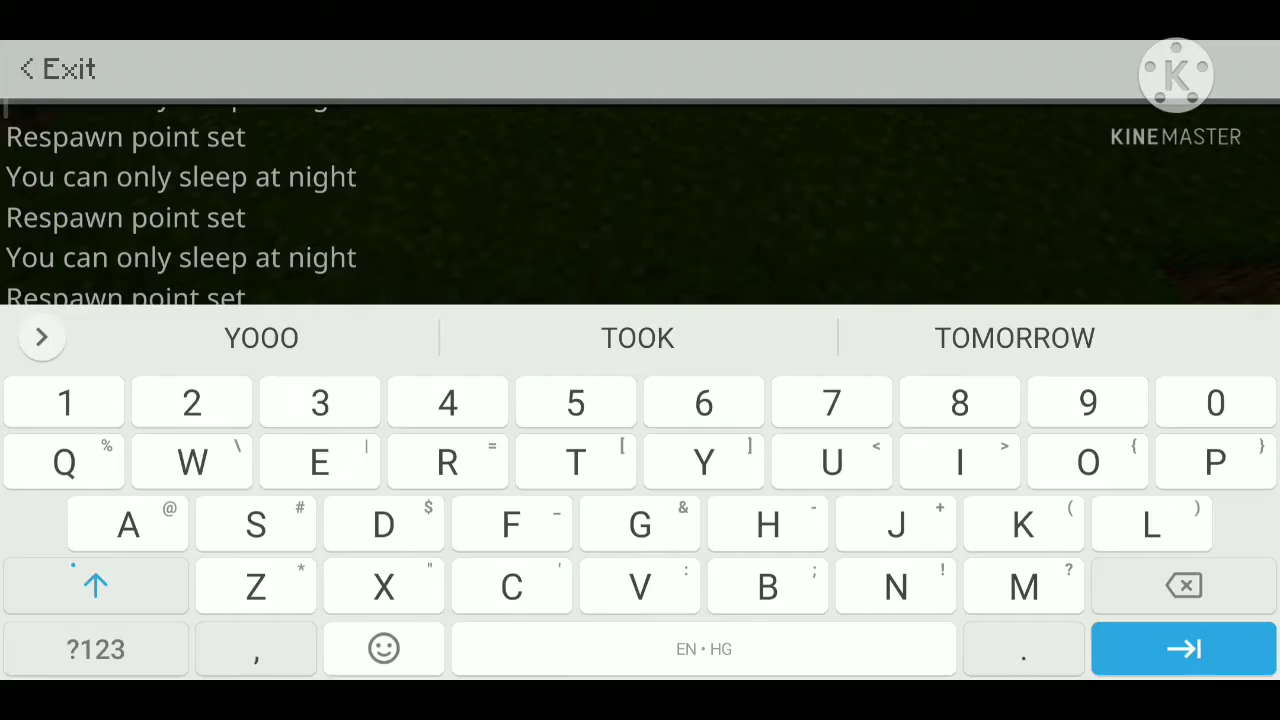 < Exit
K
KINEMASTER
Respawn point set
You can only sleep at night
Respawn point set
You can only sleep at night
Respawn point set
> YOOO TOOK TOMORROW
1 2 3 4 5 6 7 8 9 0
Q % W \ E | R = T [ Y ] U < I > O { P }
A @ S # D $ F _ G & H - J + K ( L )
Z * X " C ' V : B ; N ! M ?
?123 , EN • HG .